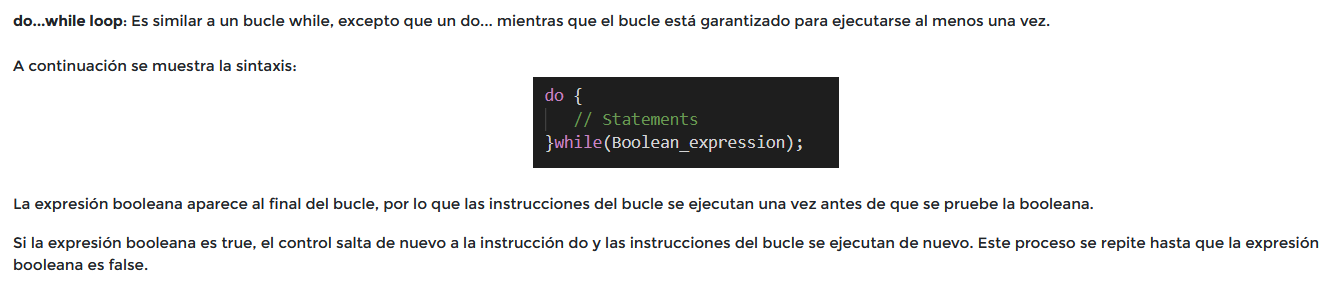 do...while loop: Es similar a un bucle while, excepto que un do... mientras que el bucle está garantizado para ejecutarse al menos una vez.
A continuación se muestra la sintaxis:
do {
// Statements
}while(Boolean_expression);
La expresión booleana aparece al final del bucle, por lo que las instrucciones del bucle se ejecutan una vez antes de que se pruebe la booleana.
Si la expresión booleana es true, el control salta de nuevo a la instrucción do y las instrucciones del bucle se ejecutan de nuevo. Este proceso se repite hasta que la expresión
booleana es false.